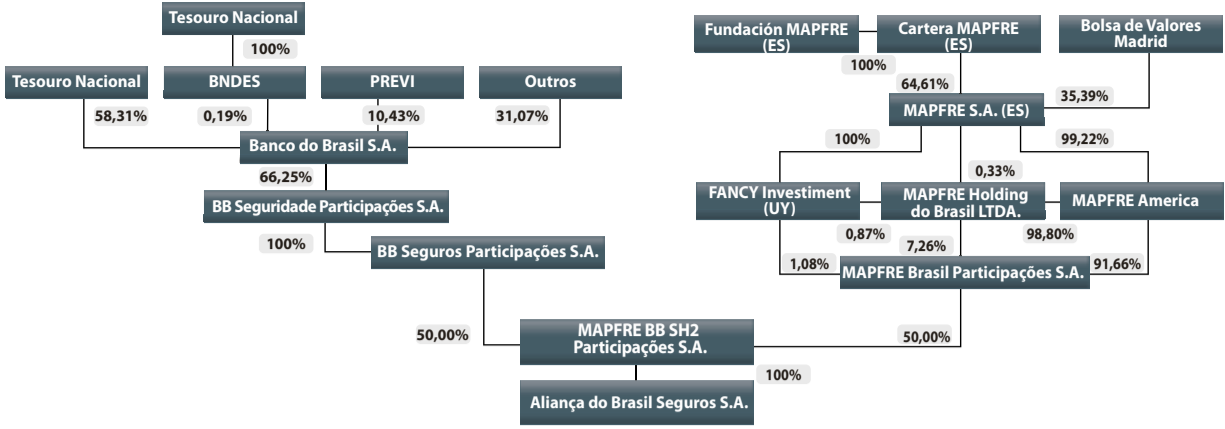 Tesouro Nacional
100%
Tesouro Nacional
BNDES
PREVI
Outros
58,31%
0,19%
10,43%
31,07%
Banco do Brasil S.A.
66,25%
BB Seguridade Participações S.A.
100%
BB Seguros Participações S.A.
50,00%
Fundación MAPFRE
(ES)
Cartera MAPFRE
(ES)
Bolsa de Valores
Madrid
100%
64,61%
35,39%
MAPFRE S.A. (ES)
100%
99,22%
0,33%
FANCY Investiment
(UY)
MAPFRE Holding
do Brasil LTDA.
MAPFRE America
0,87%
98,80%
1,08%
7,26%
91,66%
MAPFRE Brasil Participações S.A.
50,00%
MAPFRE BB SH2
Participações S.A.
100%
Aliança do Brasil Seguros S.A.